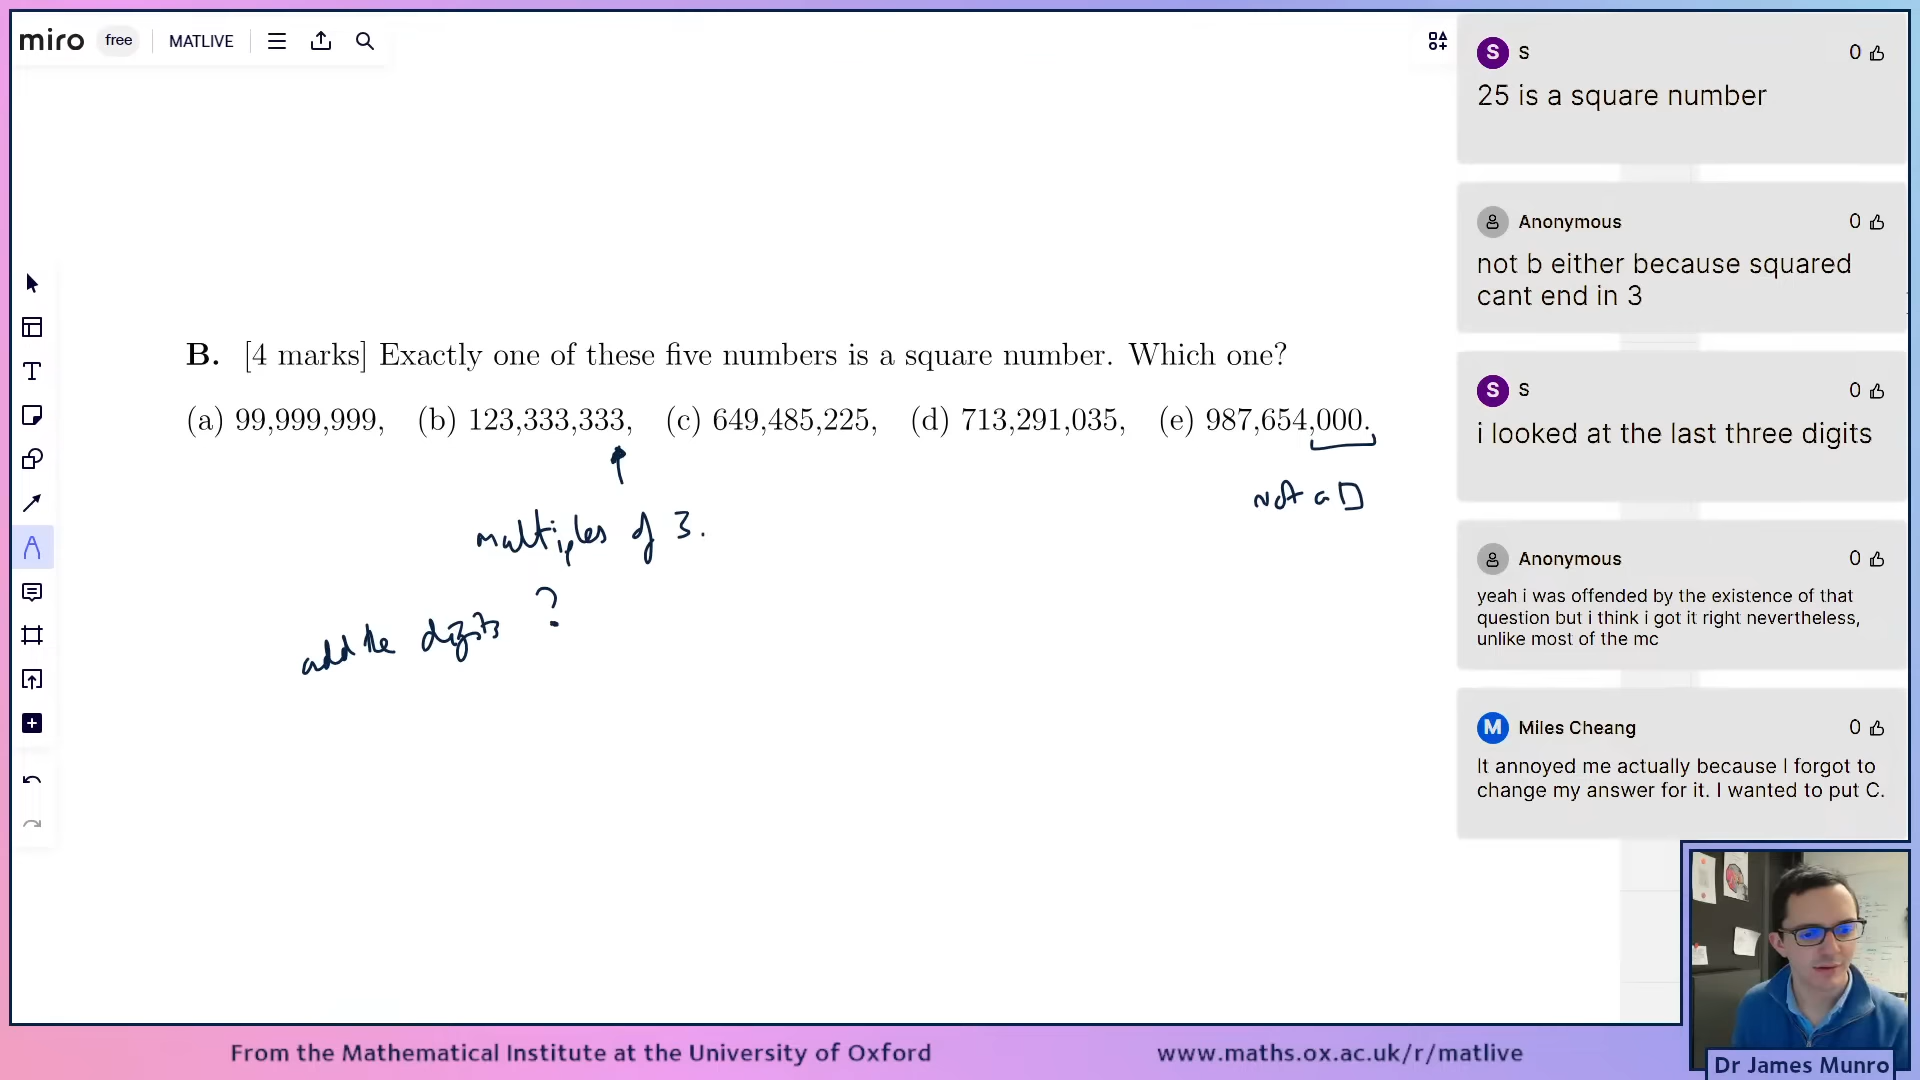 miro free MATLIVE
B. [4 marks] Exactly one of these five numbers is a square number. Which one?
(a) 99,999,999, (b) 123,333,333, (c) 649,485,225, (d) 713,291,035, (e) 987,654,000.
not a □
multiples of 3.
add the digits ?
S S 0
25 is a square number
Anonymous 0
not b either because squared
cant end in 3
S S 0
i looked at the last three digits
Anonymous 0
yeah i was offended by the existence of that
question but i think i got it right nevertheless,
unlike most of the mc
M Miles Cheang 0
It annoyed me actually because I forgot to
change my answer for it. I wanted to put C.
From the Mathematical Institute at the University of Oxford
www.maths.ox.ac.uk/r/matlive
Dr James Munro